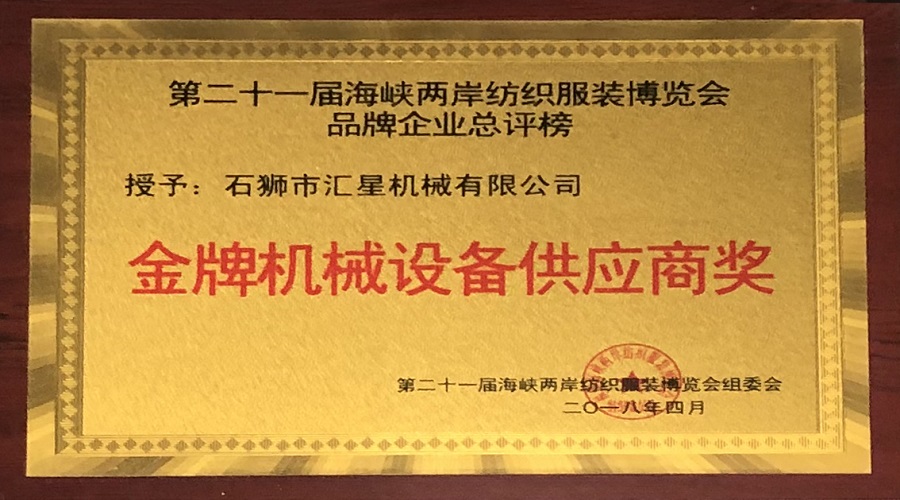 第二十一届海峡两岸纺织服装博览会
品牌企业总评榜
授予：石狮市汇星机械有限公司
金牌机械设备供应商奖
第二十一届海峡两岸纺织服装博览会组委会
二〇一八年四月